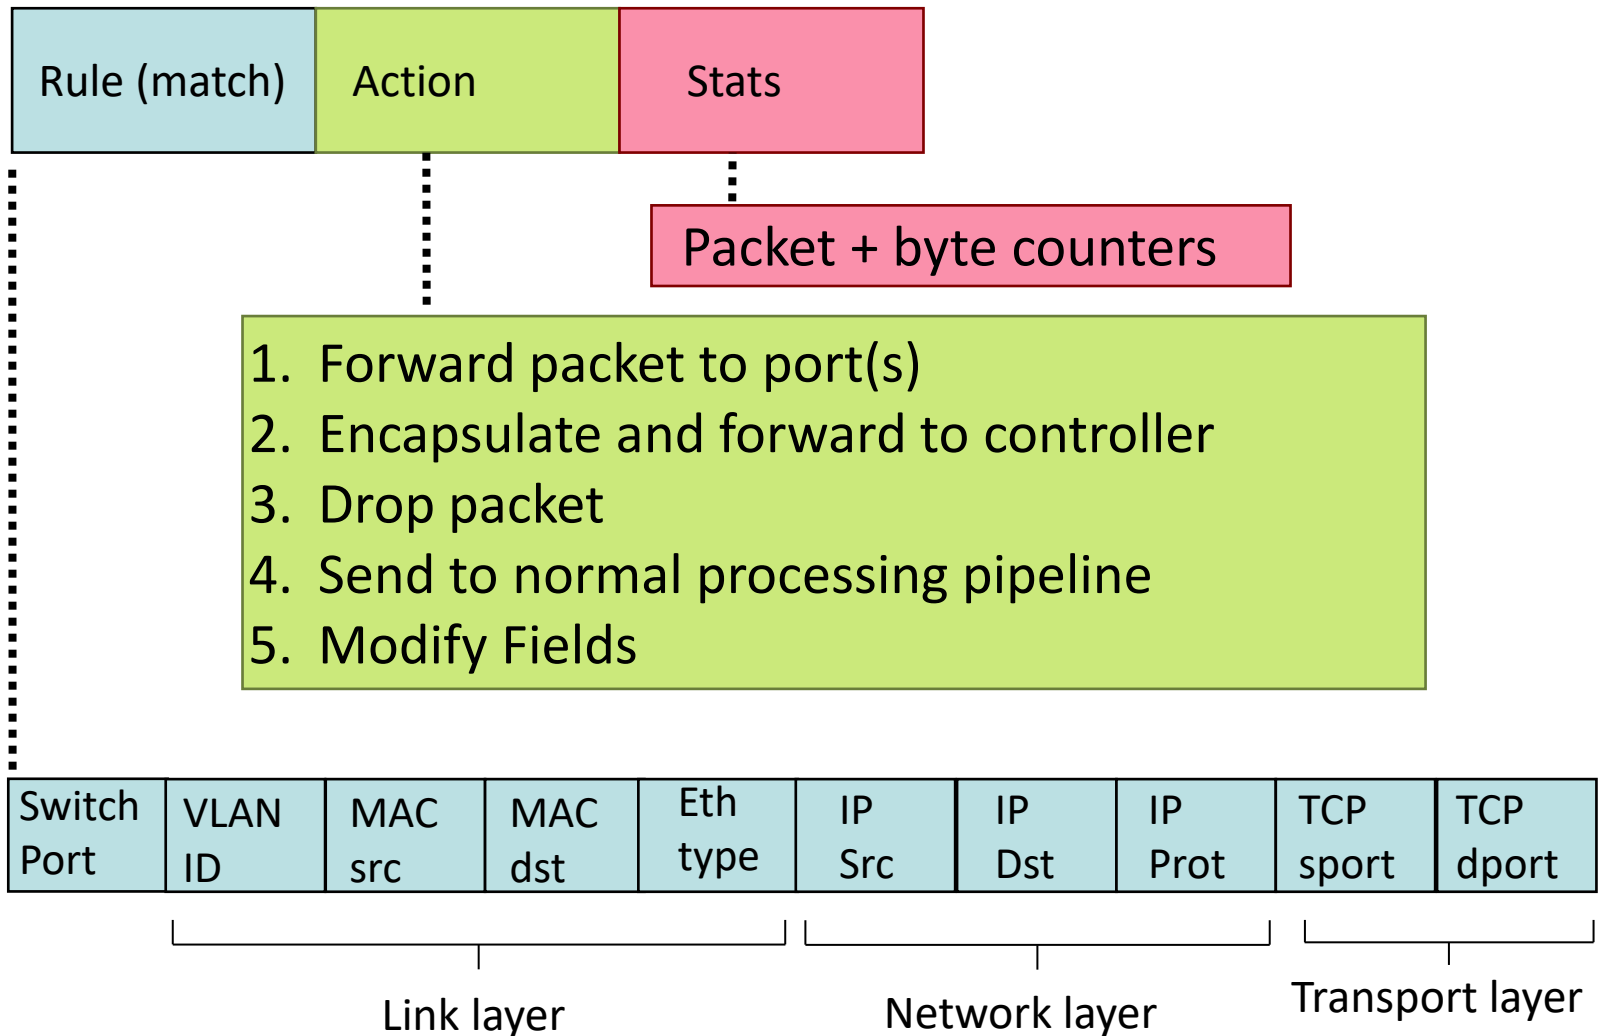 Rule (match)
Action
Stats
Packet + byte counters
1. Forward packet to port(s)
2. Encapsulate and forward to controller
3. Drop packet
4. Send to normal processing pipeline
5. Modify Fields
Switch
Port
VLAN
ID
MAC
src
MAC
dst
Eth
type
IP
Src
IP
Dst
IP
Prot
TCP
sport
TCP
dport
Link layer
Network layer
Transport layer